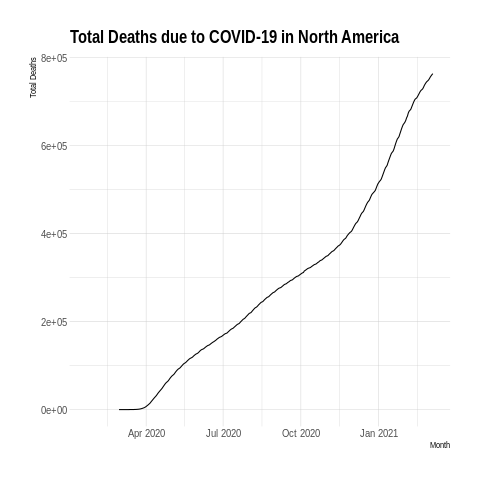 Total Deaths due to COVID-19 in North America
Total Deaths
8e+05
6e+05
4e+05
2e+05
0e+00
Apr 2020 Jul 2020 Oct 2020 Jan 2021
Month